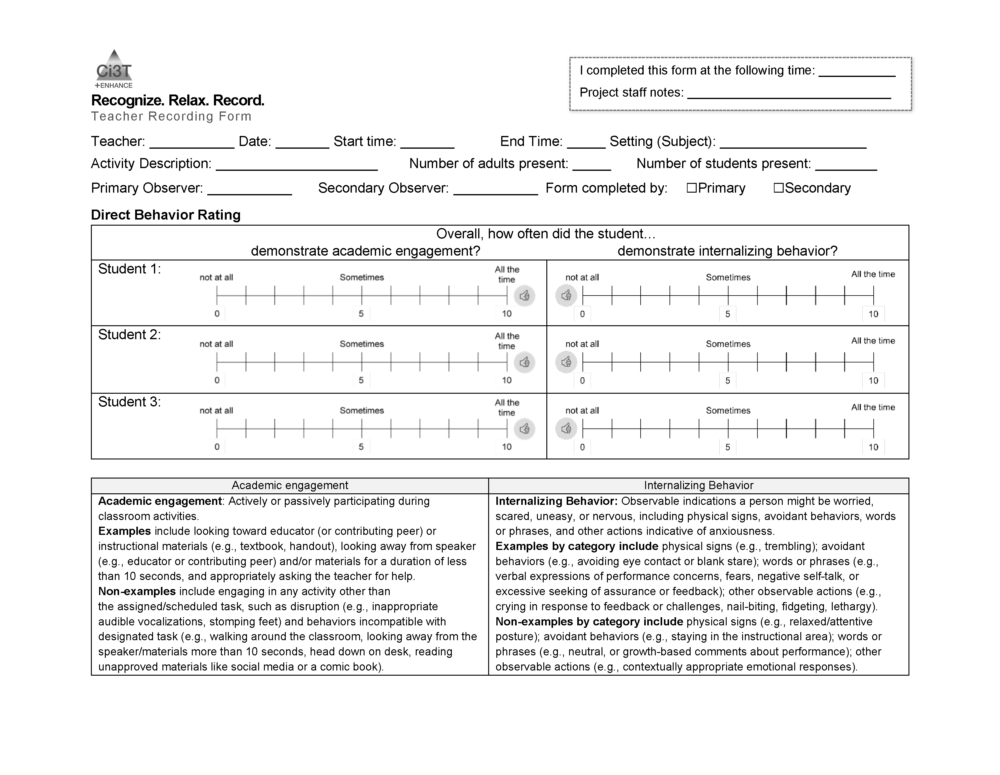 Ci3T
+ENHANCE
Recognize. Relax. Record.
Teacher Recording Form
I completed this form at the following time: __________
Project staff notes: __________________________
Teacher: ___________ Date: _______ Start time: _______ End Time: _____ Setting (Subject): ___________________
Activity Description: _____________________ Number of adults present: _____ Number of students present: ________
Primary Observer: ___________ Secondary Observer: ___________ Form completed by: ☐Primary ☐Secondary
Direct Behavior Rating
Overall, how often did the student...
demonstrate academic engagement? demonstrate internalizing behavior?
Student 1:
not at all Sometimes All the time
0 5 10
not at all Sometimes All the time
0 5 10
Student 2:
not at all Sometimes All the time
0 5 10
not at all Sometimes All the time
0 5 10
Student 3:
not at all Sometimes All the time
0 5 10
not at all Sometimes All the time
0 5 10
Academic engagement
Academic engagement: Actively or passively participating during
classroom activities.
Examples include looking toward educator (or contributing peer) or
instructional materials (e.g., textbook, handout), looking away from speaker
(e.g., educator or contributing peer) and/or materials for a duration of less
than 10 seconds, and appropriately asking the teacher for help.
Non-examples include engaging in any activity other than
the assigned/scheduled task, such as disruption (e.g., inappropriate
audible vocalizations, stomping feet) and behaviors incompatible with
designated task (e.g., walking around the classroom, looking away from the
speaker/materials more than 10 seconds, head down on desk, reading
unapproved materials like social media or a comic book).
Internalizing Behavior
Internalizing Behavior: Observable indications a person might be worried,
scared, uneasy, or nervous, including physical signs, avoidant behaviors, words
or phrases, and other actions indicative of anxiousness.
Examples by category include physical signs (e.g., trembling); avoidant
behaviors (e.g., avoiding eye contact or blank stare); words or phrases (e.g.,
verbal expressions of performance concerns, fears, negative self-talk, or
excessive seeking of assurance or feedback); other observable actions (e.g.,
crying in response to feedback or challenges, nail-biting, fidgeting, lethargy).
Non-examples by category include physical signs (e.g., relaxed/attentive
posture); avoidant behaviors (e.g., staying in the instructional area); words or
phrases (e.g., neutral, or growth-based comments about performance); other
observable actions (e.g., contextually appropriate emotional responses).